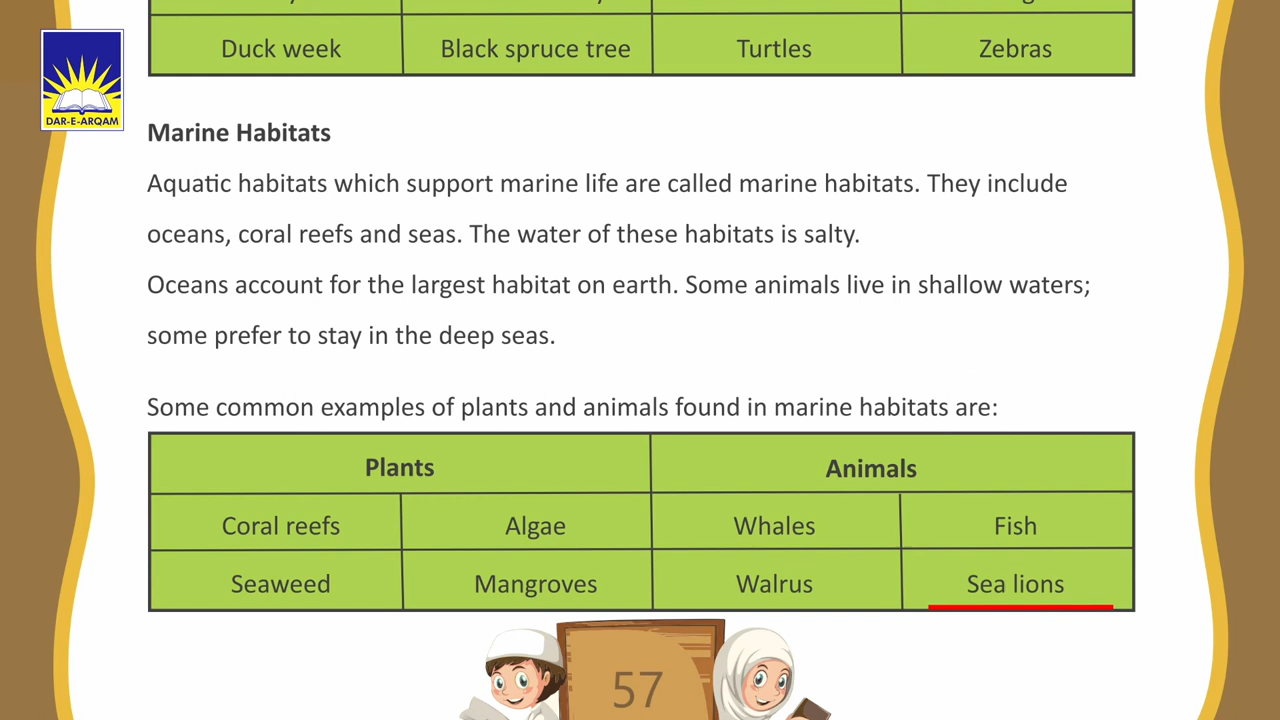 Duck week Black spruce tree Turtles Zebras
DAR-E-ARQAM
Marine Habitats
Aquatic habitats which support marine life are called marine habitats. They include
oceans, coral reefs and seas. The water of these habitats is salty.
Oceans account for the largest habitat on earth. Some animals live in shallow waters;
some prefer to stay in the deep seas.
Some common examples of plants and animals found in marine habitats are:
Plants Animals
Coral reefs Algae Whales Fish
Seaweed Mangroves Walrus Sea lions
57